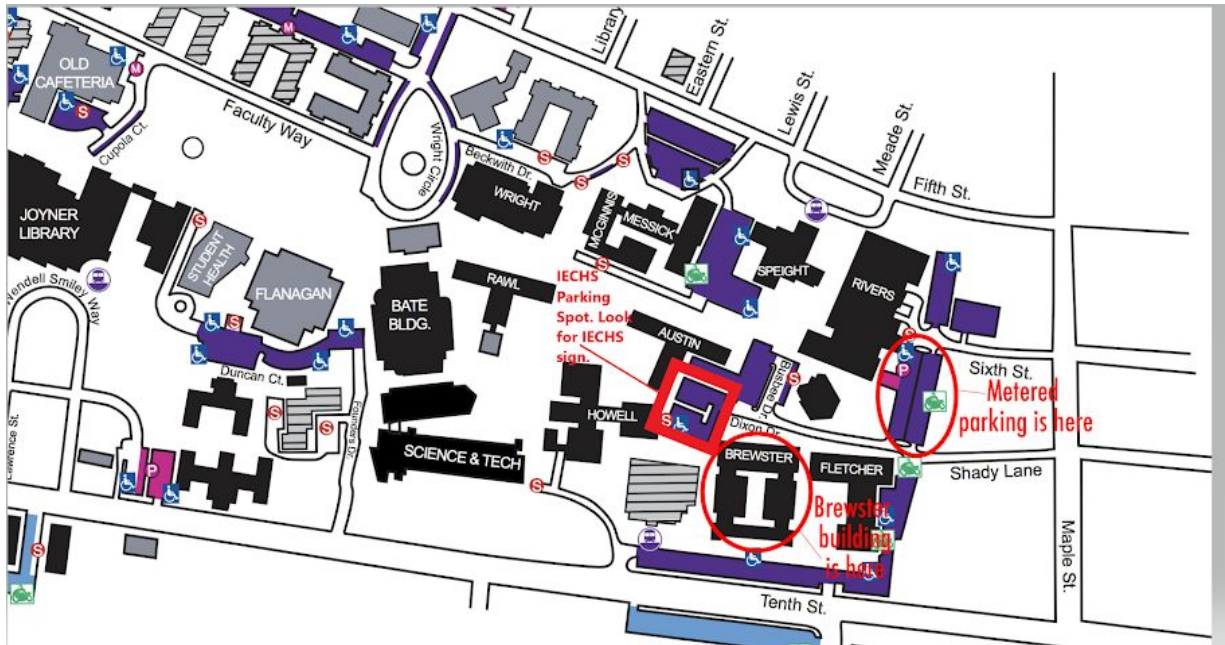 OLD
CAFETERIA
M
S
M
Cupola Ct.
Faculty Way
Wright Circle
Beckwith Dr.
WRIGHT
S
S
S
Library
Eastern St.
Lewis St.
Meade St.
Fifth St.
JOYNER
LIBRARY
Wendell Smiley Way
S
STUDENT
HEALTH
FLANAGAN
S
BATE
BLDG.
RAWL
MCGINNIS
MESSICK
S
SPEIGHT
RIVERS
S
IECHS
Parking
Spot. Look
for IECHS
sign.
AUSTIN
Busbee Dr.
S
P
Sixth St.
Metered
parking is here
Duncan Ct.
Founders Dr.
S
S
HOWELL
S
Dixon Dr.
SCIENCE & TECH
S
BREWSTER
FLETCHER
Shady Lane
Brewster
building
is here
Lawrence St.
P
S
Tenth St.
Maple St.